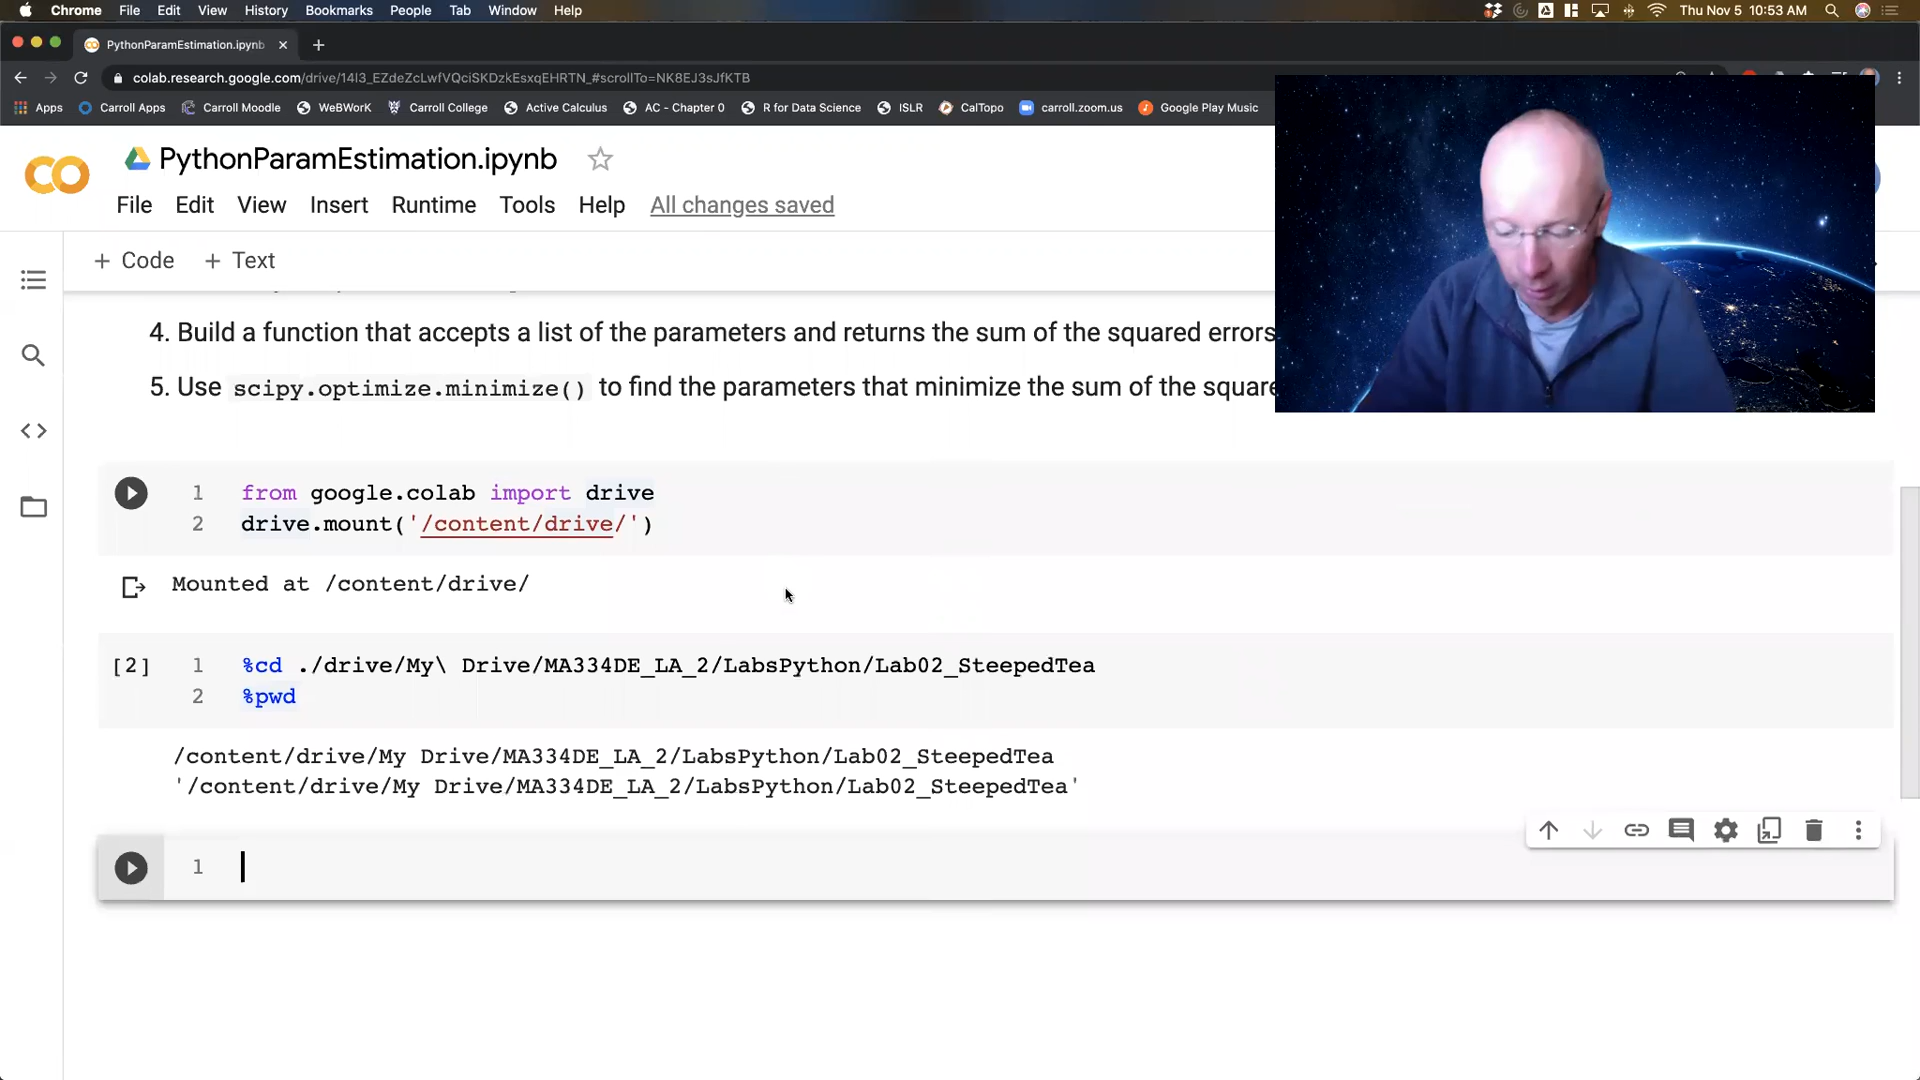 Chrome File Edit View History Bookmarks People Tab Window Help Thu Nov 5 10:53 AM
PythonParamEstimation.ipynb
colab.research.google.com/drive/14l3_EZdeZcLwfVQciSKDzkEsxqEHRTN_#scrollTo=NK8EJ3sJfKTB
Apps Carroll Apps Carroll Moodle WeBWorK Carroll College Active Calculus AC - Chapter 0 R for Data Science ISLR CalTopo carroll.zoom.us Google Play Music
PythonParamEstimation.ipynb
File Edit View Insert Runtime Tools Help All changes saved
+ Code + Text
4. Build a function that accepts a list of the parameters and returns the sum of the squared errors
5. Use scipy.optimize.minimize() to find the parameters that minimize the sum of the square
1 from google.colab import drive
2 drive.mount('/content/drive/')
Mounted at /content/drive/
[2] 1 %cd ./drive/My\ Drive/MA334DE_LA_2/LabsPython/Lab02_SteepedTea
2 %pwd
/content/drive/My Drive/MA334DE_LA_2/LabsPython/Lab02_SteepedTea
'/content/drive/My Drive/MA334DE_LA_2/LabsPython/Lab02_SteepedTea'
1